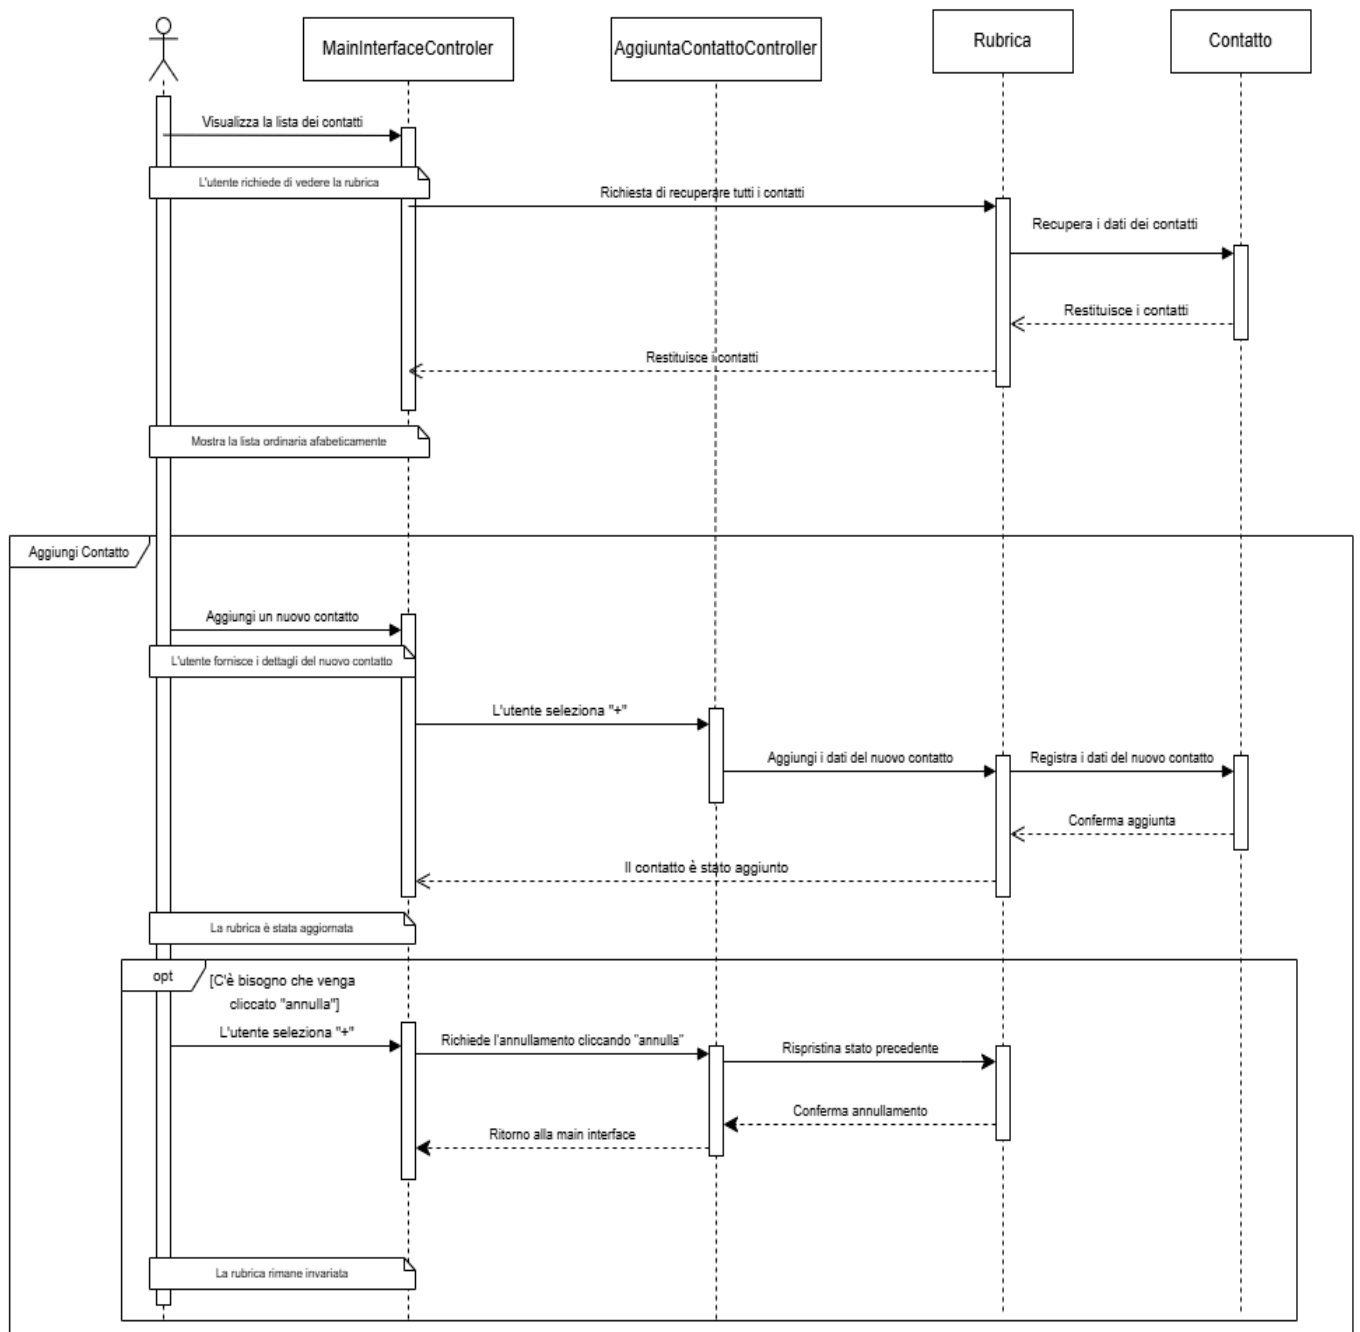 MainInterfaceControler
AggiuntaContattoController
Rubrica
Contatto
Visualizza la lista dei contatti
L'utente richiede di vedere la rubrica
Richiesta di recuperare tutti i contatti
Recupera i dati dei contatti
Restituisce i contatti
Restituisce i contatti
Mostra la lista ordinaria afabeticamente
Aggiungi Contatto
Aggiungi un nuovo contatto
L'utente fornisce i dettagli del nuovo contatto
L'utente seleziona "+"
Aggiungi i dati del nuovo contatto
Registra i dati del nuovo contatto
Conferma aggiunta
Il contatto è stato aggiunto
La rubrica è stata aggiornata
opt
[C'è bisogno che venga
cliccato "annulla"]
L'utente seleziona "+"
Richiede l'annullamento cliccando "annulla"
Rispristina stato precedente
Conferma annullamento
Ritorno alla main interface
La rubrica rimane invariata